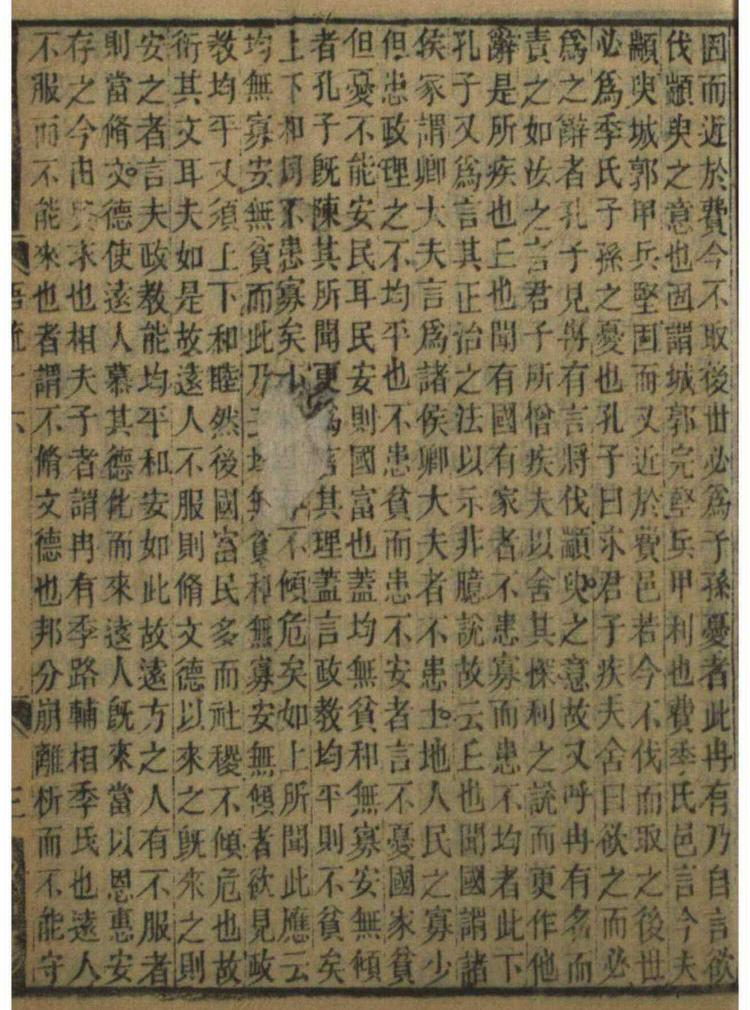 固而近於費今不取後世必為子孫憂者此冉有乃自言欲
伐顓臾之意也固謂城郭完堅兵甲利也費季氏邑言今夫
顓臾城郭甲兵堅固而又近於費邑若今不伐而取之後世
必為季氏子孫之憂也孔子曰求君子疾夫舍曰欲之而必
為之辭者孔子見冉有言將伐顓臾之意故又呼冉有名而
責之如汝之言君子所憎疾夫以舍其貪利之說而更作他
辭是所疾也丘也聞有國有家者不患寡而患不均者此下
孔子又為言其正治之法以示非臆說故云丘也聞國謂諸
侯家謂卿大夫言為諸侯卿大夫者不患土地人民之寡少
但患政理之不均平也不患貧而患不安者言不憂國家貧
但憂不能安民耳民安則國富也蓋均無貧和無寡安無傾
者孔子既陳其所聞更為言其理蓋言政教均平則不貧矣
上下和同不患寡矣小大安寧不傾危矣如上所聞此應云
均無寡安無貧而此乃云均無貧和無寡安無傾者欲見政
教均平又須上下和睦然後國富民多而社稷不傾危也故
衍其文耳夫如是故遠人不服則脩文德以來之既來之則
安之者言夫政教能均平和安如此故遠方之人有不服者
則當脩文德使遠人慕其德化而來遠人既來當以恩惠安
存之今由與求也相夫子者謂冉有季路輔相季氏也遠人
不服而不能來也者謂不脩文德也邦分崩離析而不能守
語疏十六 三